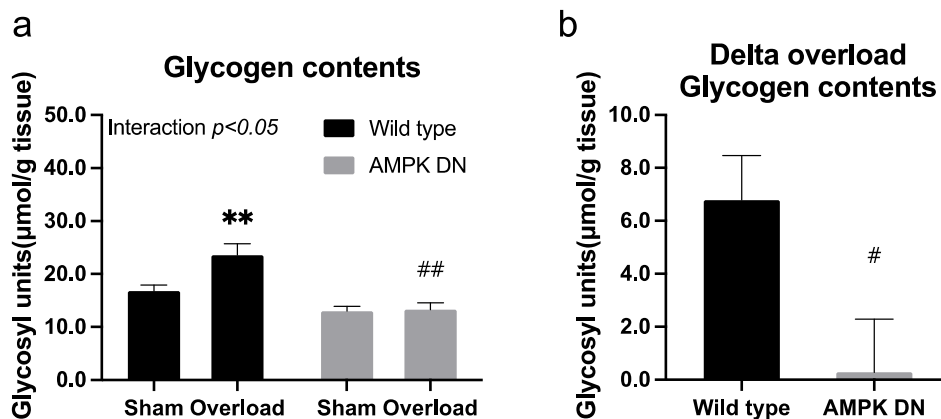 a
Glycogen contents
Glycosyl units(μmol/g tissue)
50.0
40.0
30.0
20.0
10.0
0.0
Interaction p<0.05
Wild type
AMPK DN
**
##
Sham Overload
Sham Overload
b
Delta overload
Glycogen contents
Glycosyl units(μmol/g tissue)
10.0
8.0
6.0
4.0
2.0
0.0
#
Wild type
AMPK DN